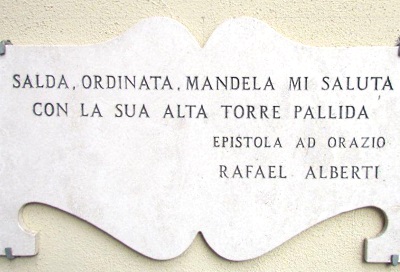 SALDA, ORDINATA, MANDELA MI SALUTA
CON LA SUA ALTA TORRE PALLIDA
EPISTOLA AD ORAZIO
RAFAEL ALBERTI